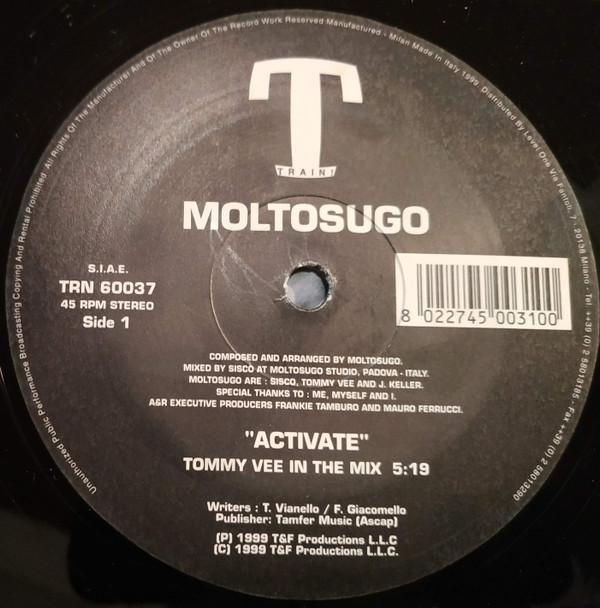 Unauthorized Public Performance Broadcasting Copying And Rental Prohibited. All Rights Of The Manufacturer And Or The Owner Of The Record Work Reserved Manufactured - Milan Made In Italy 1999. Distributed By Level One V/a Fantoli, 7 - 20138 Milano - Tel. ++39 (0) 2 58013185 - Fax ++39 (0) 2 58013290
T
TRAIN!
MOLTOSUGO
S.I.A.E.
TRN 60037
45 RPM STEREO
Side 1
8 022745 003100
COMPOSED AND ARRANGED BY MOLTOSUGO.
MIXED BY SISCO AT MOLTOSUGO STUDIO, PADOVA - ITALY.
MOLTOSUGO ARE : SISCO, TOMMY VEE AND J. KELLER.
SPECIAL THANKS TO : ME, MYSELF AND I.
A&R EXECUTIVE PRODUCERS FRANKIE TAMBURO AND MAURO FERRUCCI.
"ACTIVATE"
TOMMY VEE IN THE MIX 5:19
Writers : T. Vianello / F. Giacomello
Publisher: Tamfer Music (Ascap)
(P) 1999 T&F Productions L.L.C
(C) 1999 T&F Productions L.L.C.